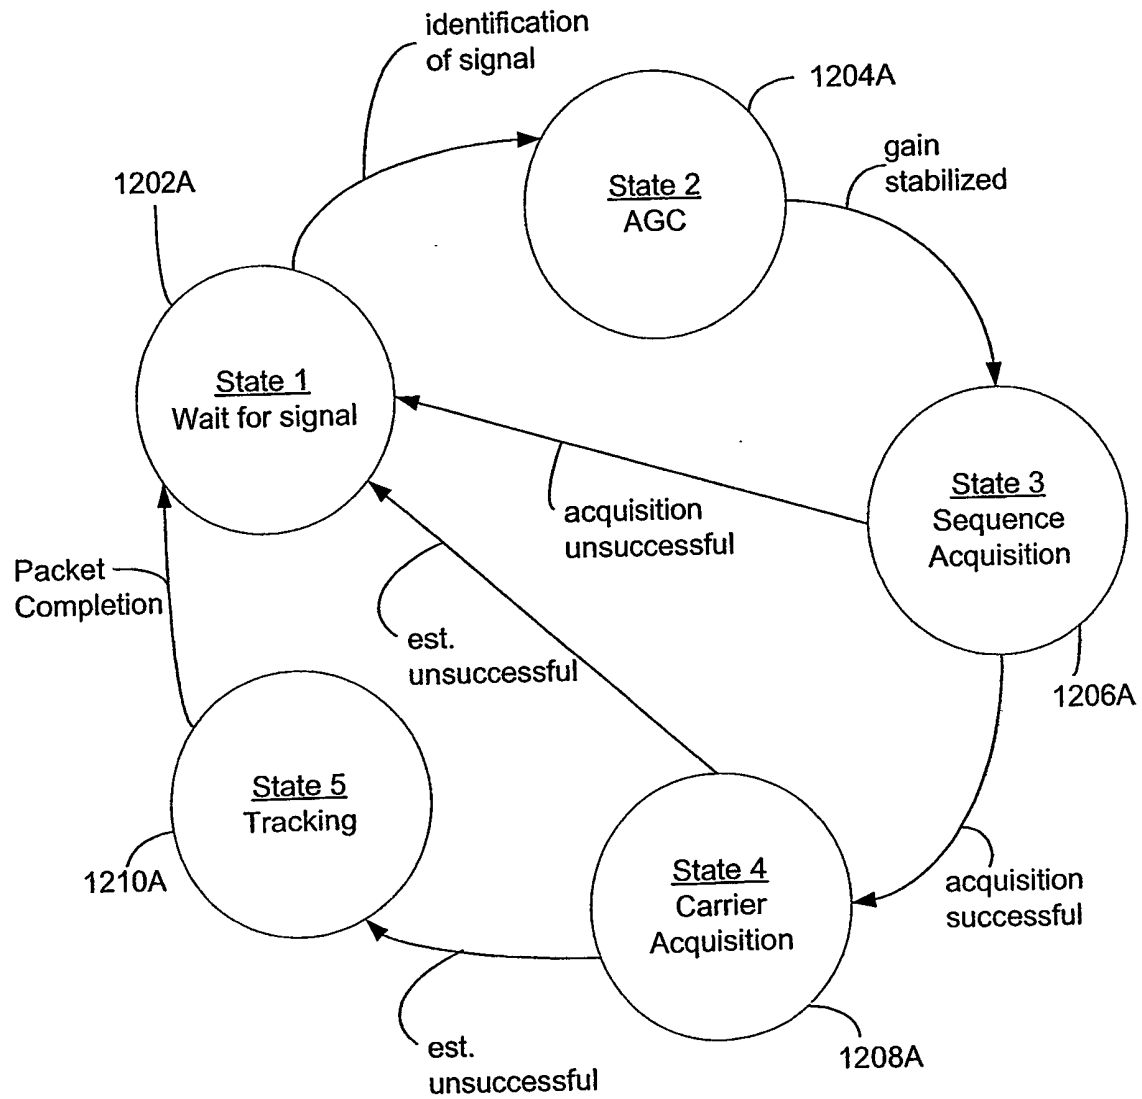 identification
of signal
1204A
gain
stabilized
1202A
State 2
AGC
State 1
Wait for signal
State 3
Sequence
Acquisition
acquisition
unsuccessful
Packet
Completion
est.
unsuccessful
1206A
State 5
Tracking
1210A
State 4
Carrier
Acquisition
acquisition
successful
est.
unsuccessful
1208A